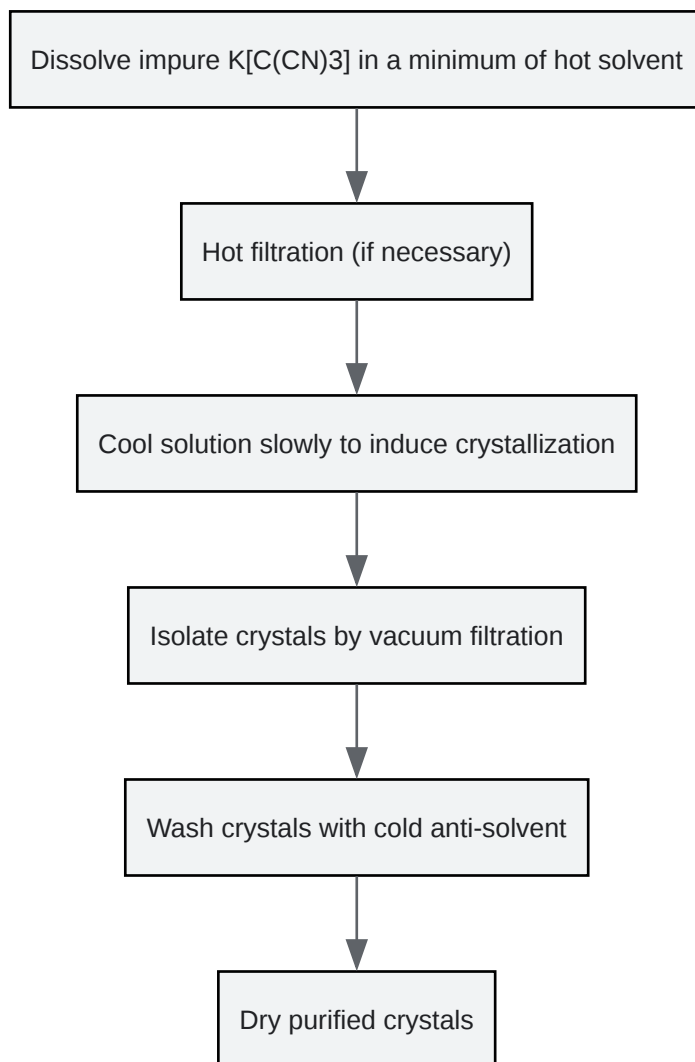 Dissolve impure K[C(CN)3] in a minimum of hot solvent
Hot filtration (if necessary)
Cool solution slowly to induce crystallization
Isolate crystals by vacuum filtration
Wash crystals with cold anti-solvent
Dry purified crystals